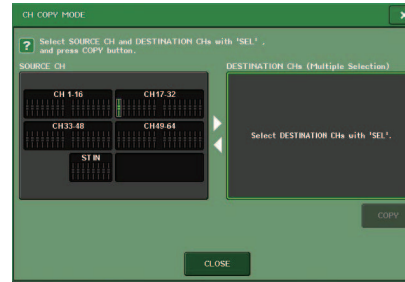 CH COPY MODE
×
? Select SOURCE CH and DESTINATION CHs with 'SEL' ,
and press COPY button.
SOURCE CH
DESTINATION CHs (Multiple Selection)
CH 1-16
CH17-32
CH33-48
CH49-64
ST IN
Select DESTINATION CHs with 'SEL'.
COPY
CLOSE